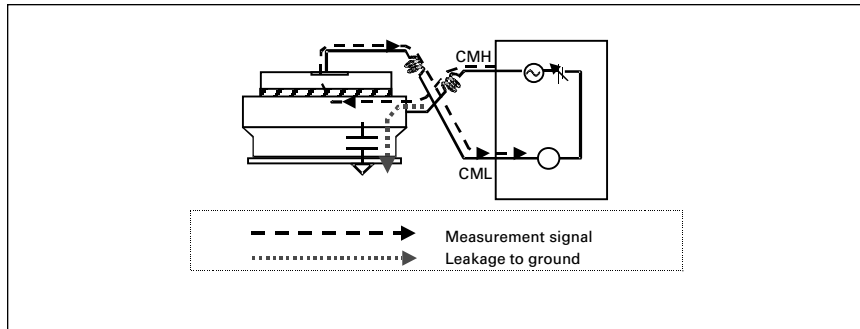 CMH
CML
Measurement signal
Leakage to ground